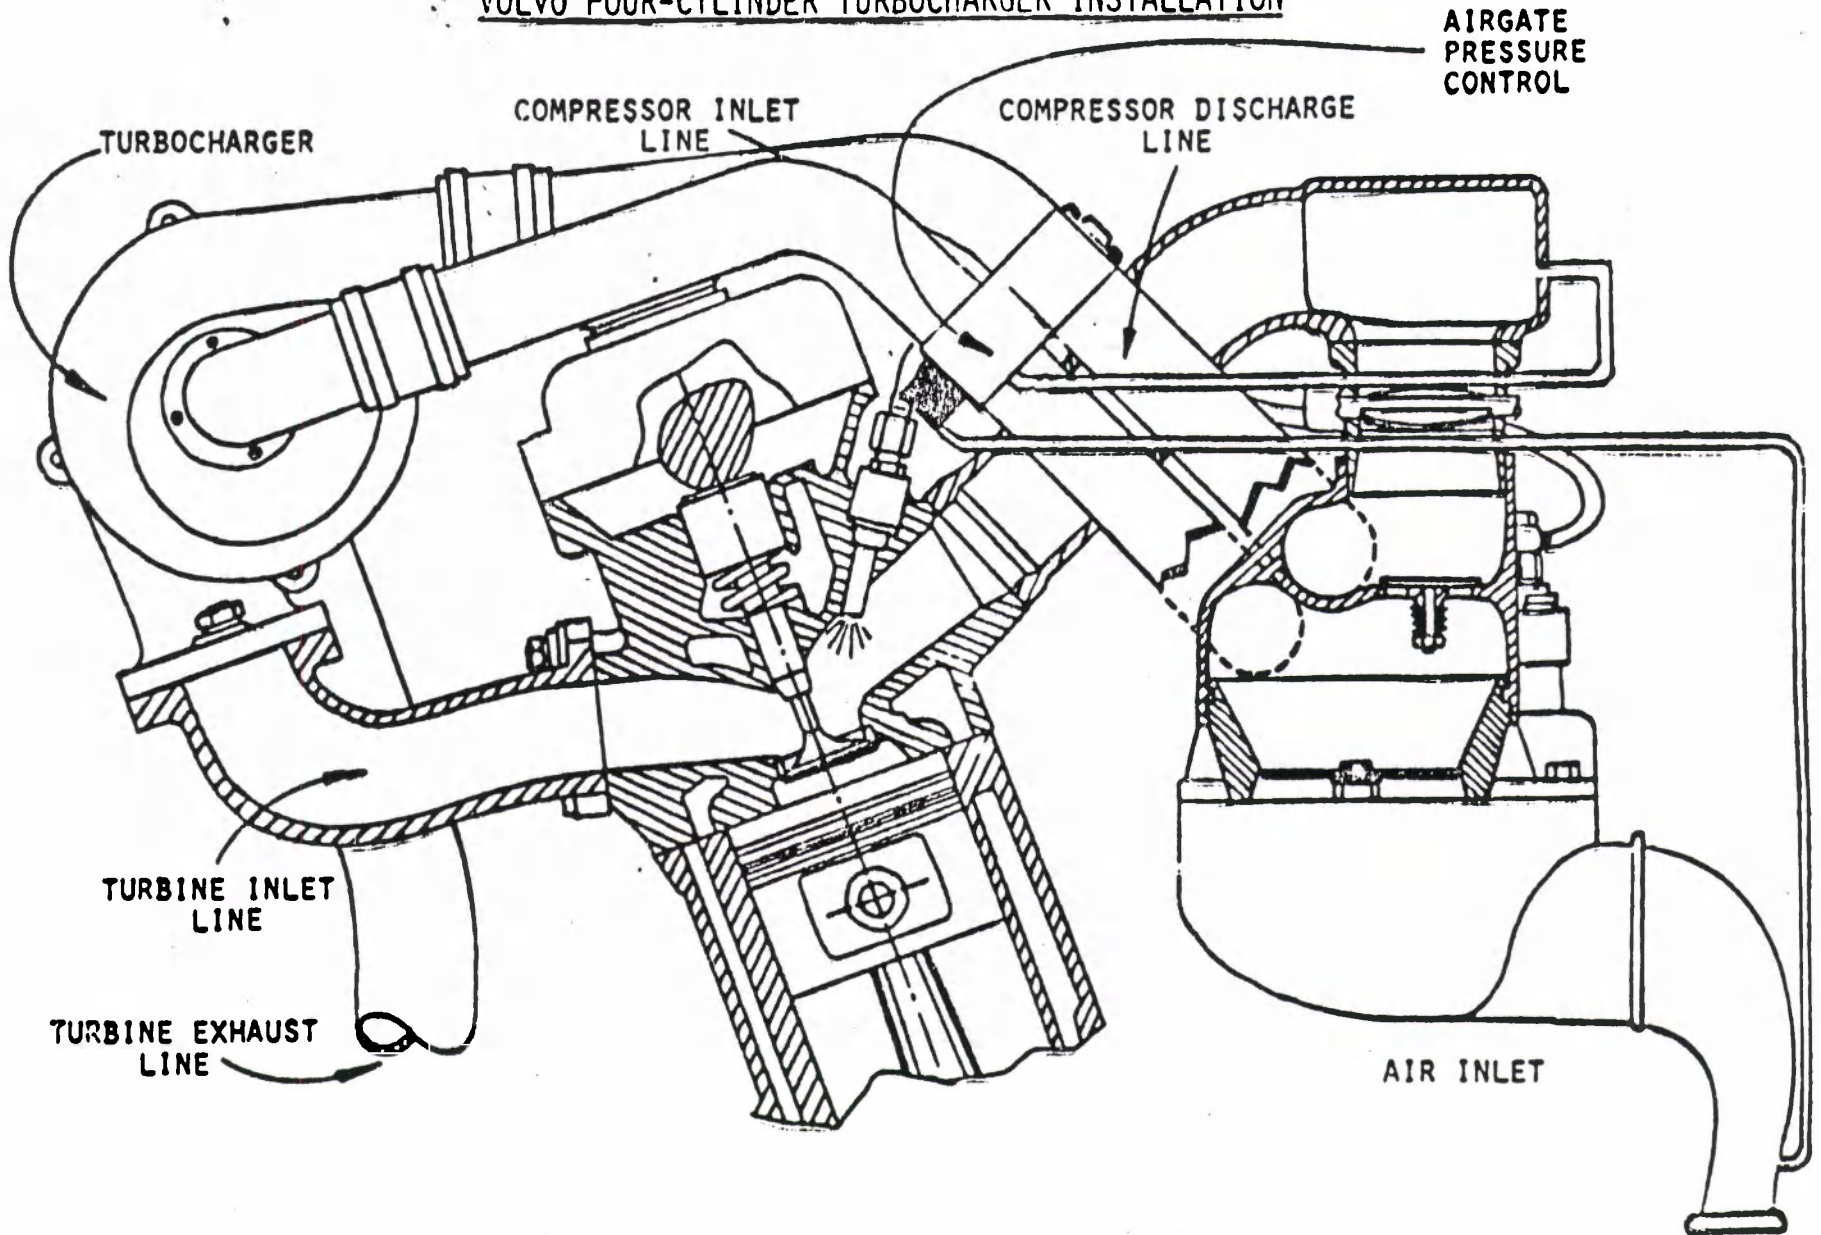 VOLVO FOUR-CYLINDER TURBOCHARGER INSTALLATION
AIRGATE
PRESSURE
CONTROL
COMPRESSOR INLET
LINE
COMPRESSOR DISCHARGE
LINE
TURBOCHARGER
TURBINE INLET
LINE
TURBINE EXHAUST
LINE
AIR INLET